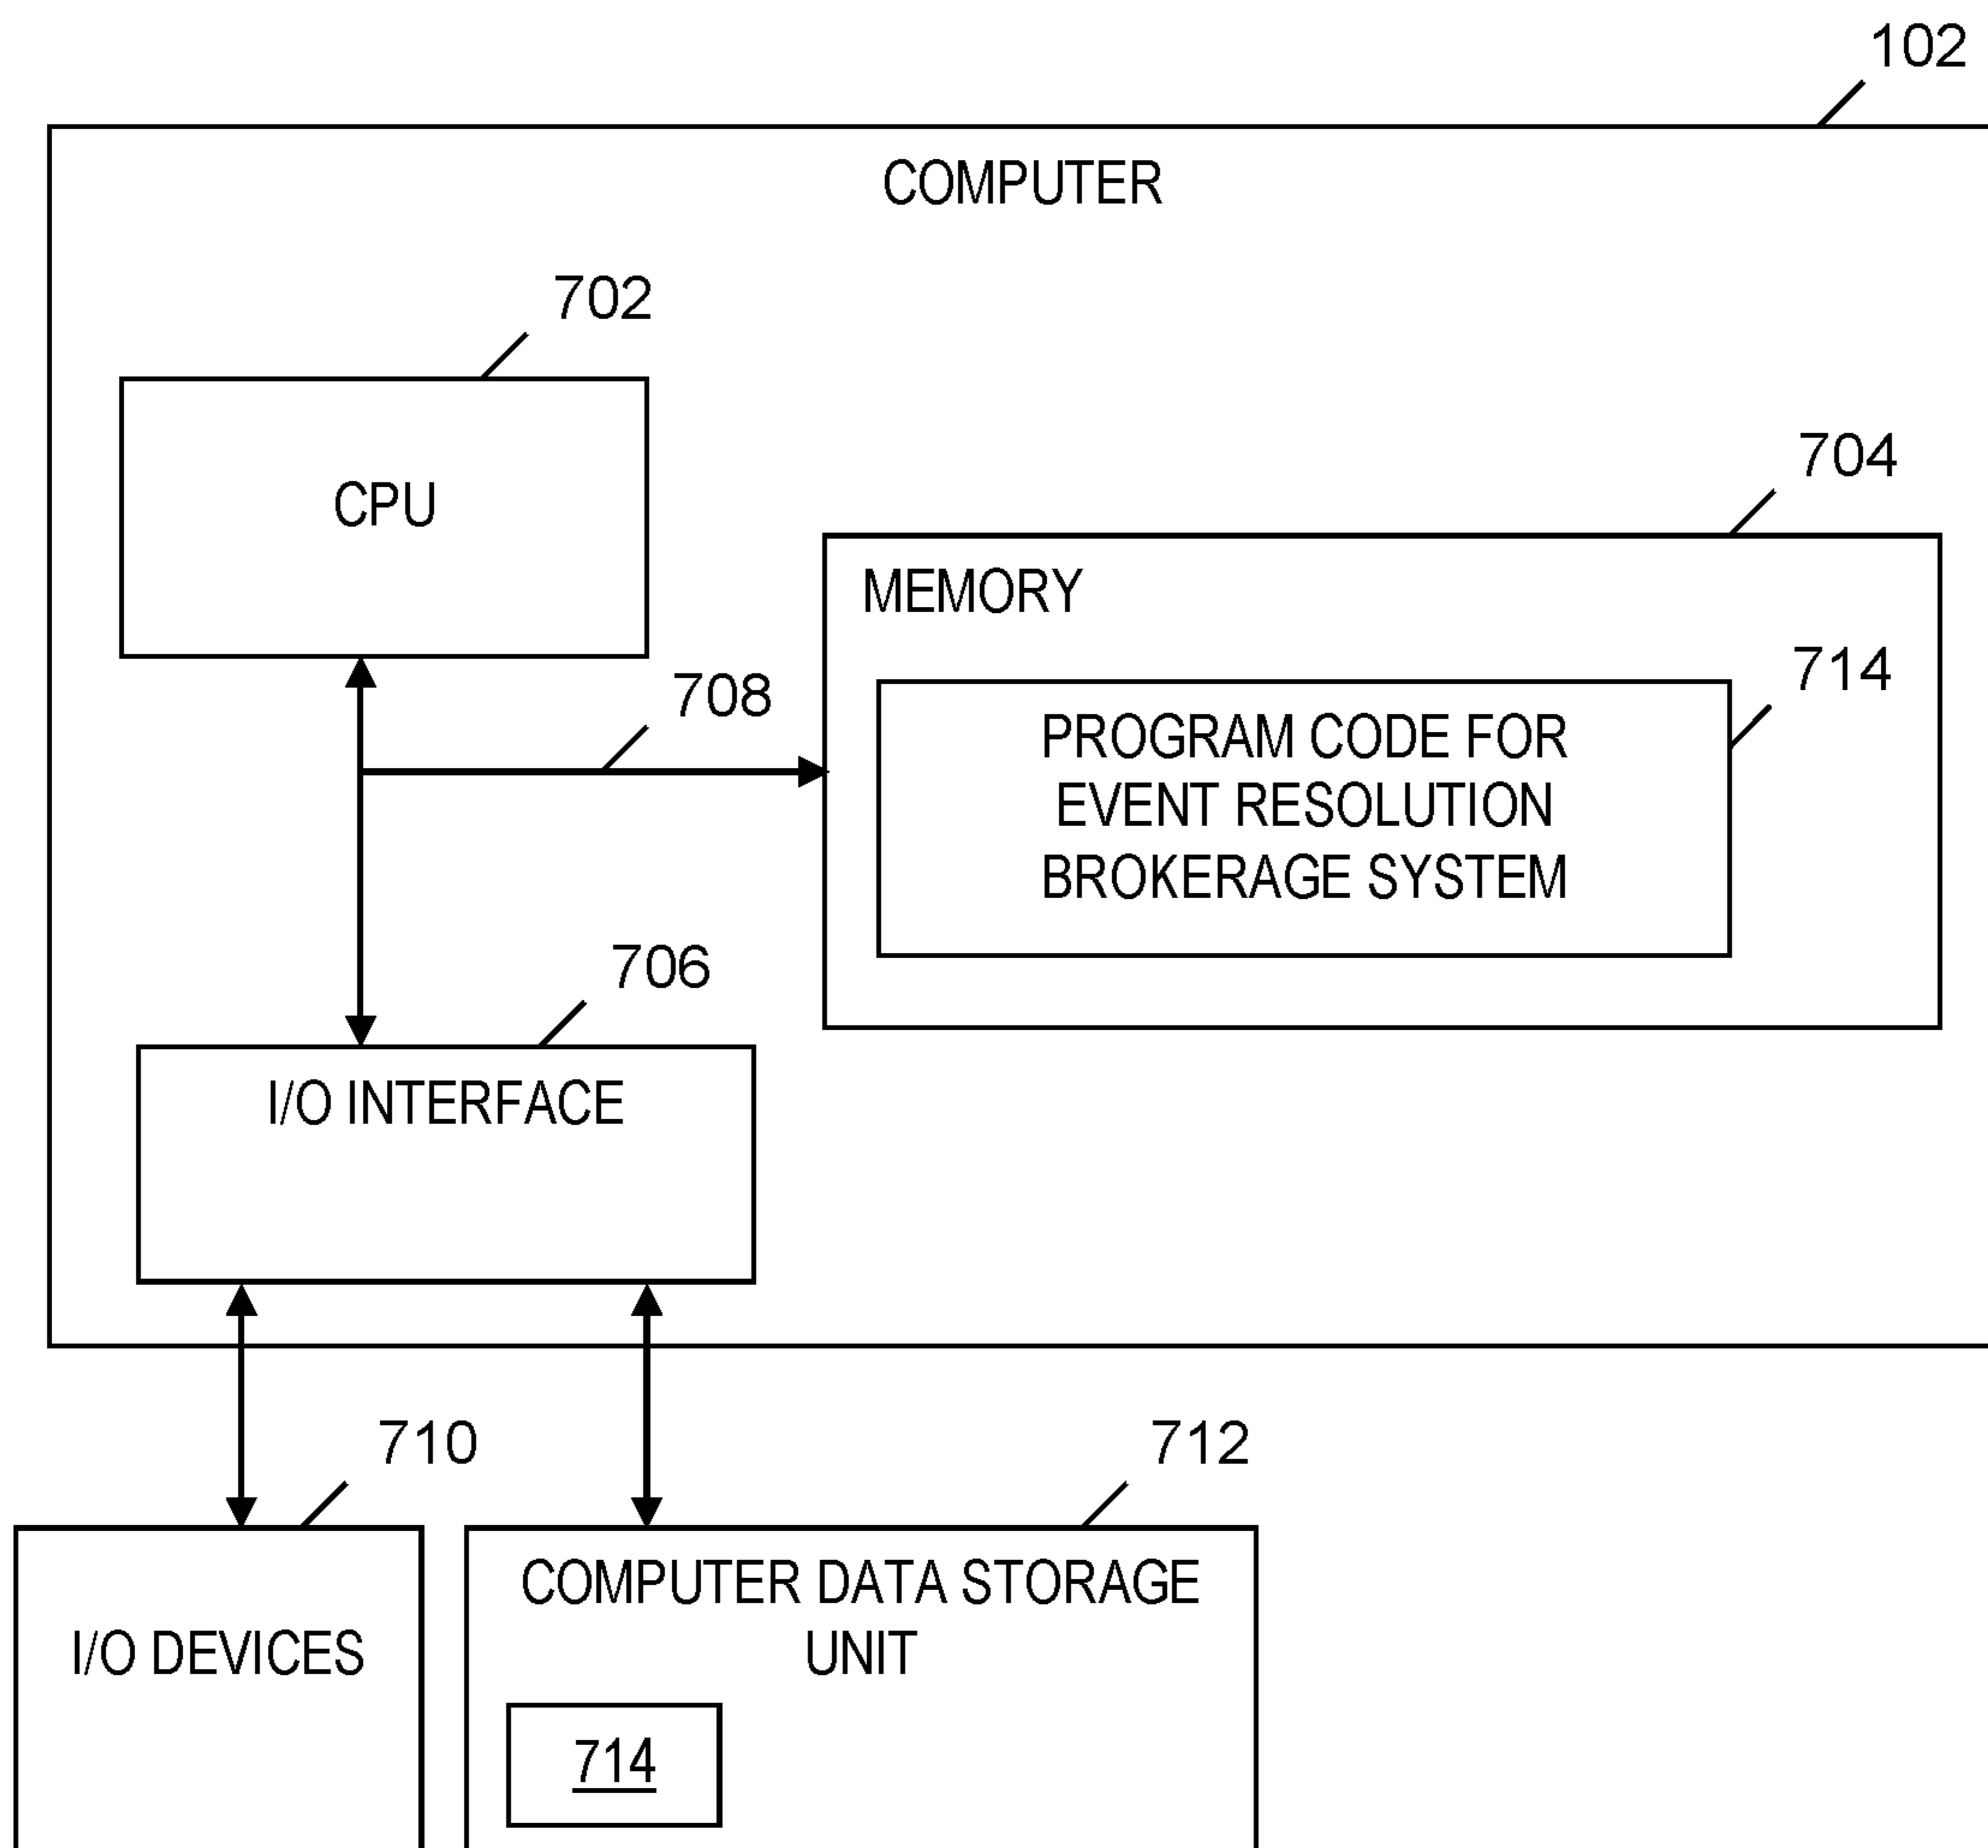 102
COMPUTER
702
CPU
704
MEMORY
714
708
PROGRAM CODE FOR
EVENT RESOLUTION
BROKERAGE SYSTEM
706
I/O INTERFACE
710
712
I/O DEVICES
COMPUTER DATA STORAGE
UNIT
714